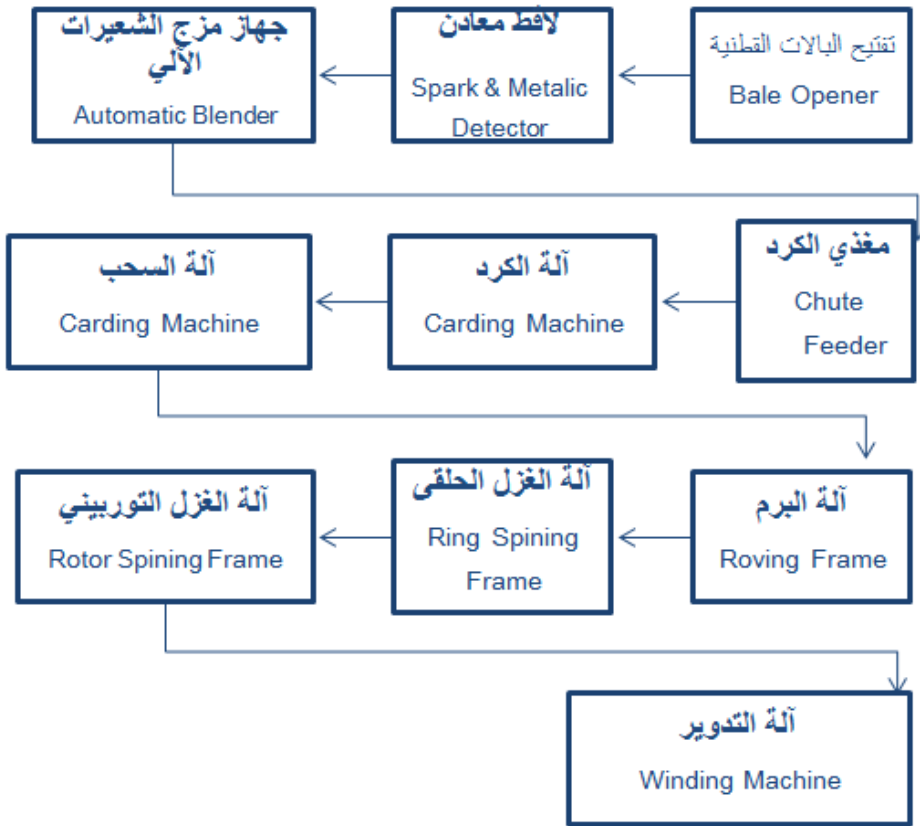 تفتيح البالات القطنية
Bale Opener
لاقط معادن
Spark & Metalic
Detector
جهاز مزج الشعيرات
الآلي
Automatic Blender
مغذي الكرد
Chute
Feeder
آلة الكرد
Carding Machine
آلة السحب
Carding Machine
آلة البرم
Roving Frame
آلة الغزل الحلقي
Ring Spining
Frame
آلة الغزل التوربيني
Rotor Spining Frame
آلة التدوير
Winding Machine